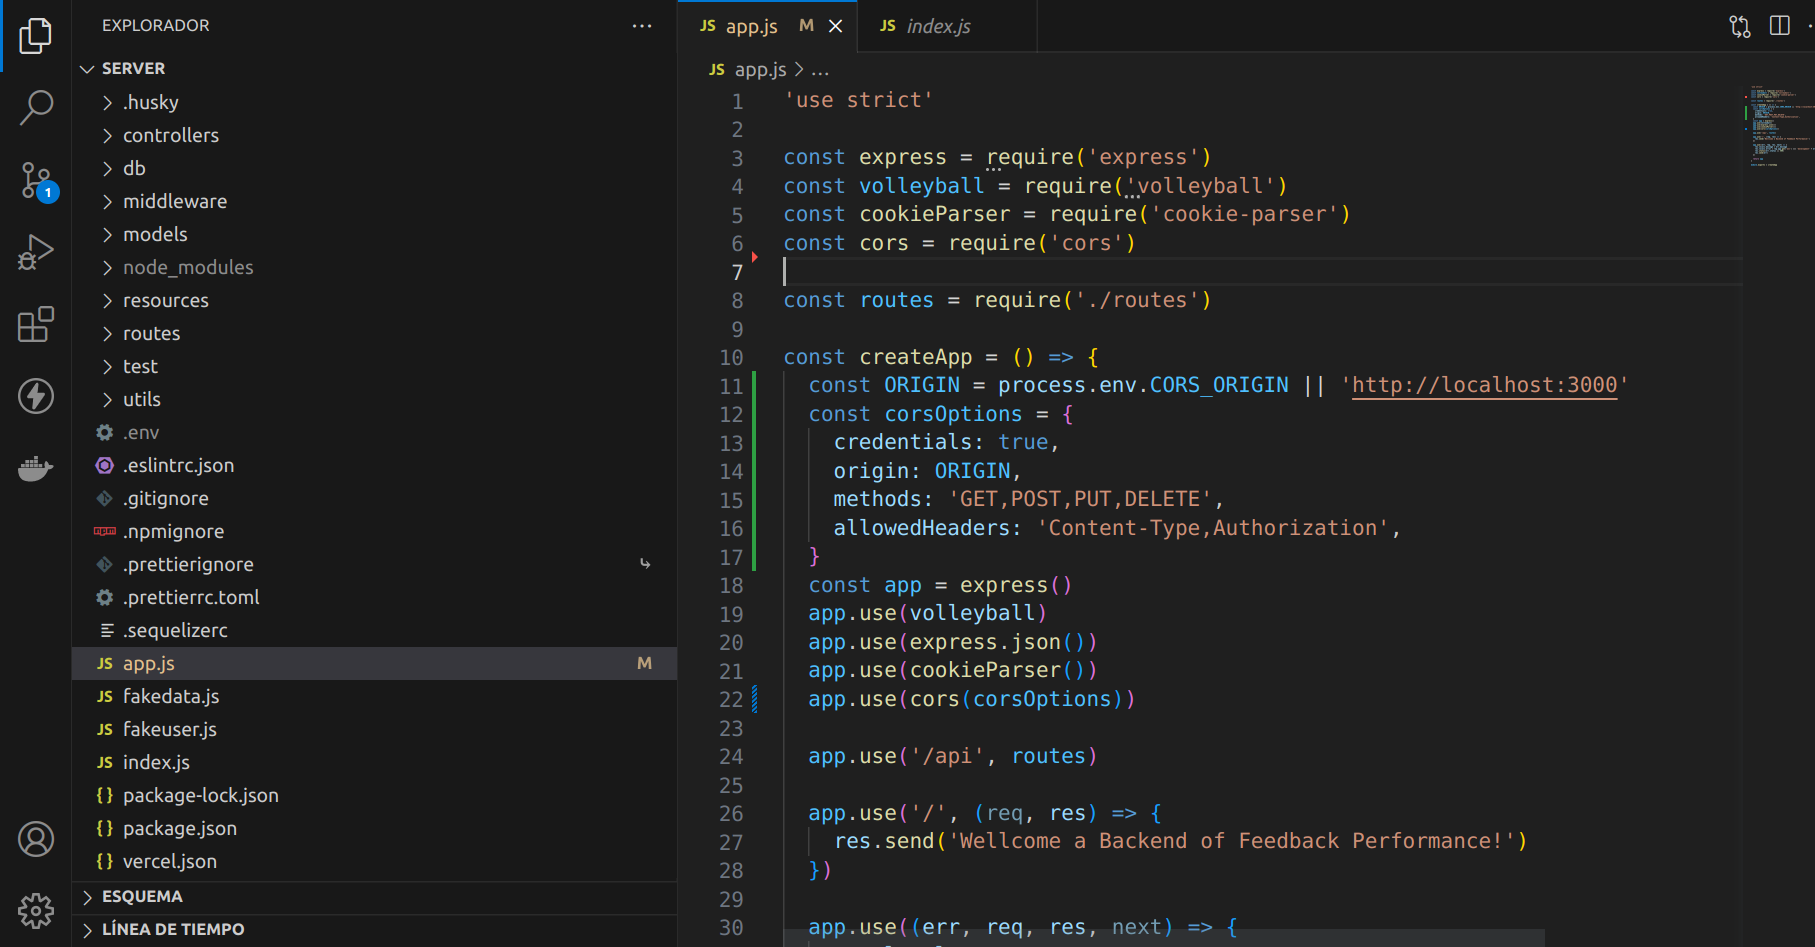 EXPLORADOR
SERVER
.husky
controllers
db
middleware
models
node_modules
resources
routes
test
utils
.env
.eslintrc.json
.gitignore
.npmignore
.prettierignore
.prettierrc.toml
.sequelizerc
JS app.js M
JS fakedata.js
JS fakeuser.js
JS index.js
{} package-lock.json
{} package.json
{} vercel.json
ESQUEMA
LÍNEA DE TIEMPO
1
JS app.js M
JS index.js
JS app.js > ...
1 'use strict'
2
3 const express = require('express')
4 const volleyball = require('volleyball')
5 const cookieParser = require('cookie-parser')
6 const cors = require('cors')
7
8 const routes = require('./routes')
9
10 const createApp = () => {
11 const ORIGIN = process.env.CORS_ORIGIN || 'http://localhost:3000'
12 const corsOptions = {
13 credentials: true,
14 origin: ORIGIN,
15 methods: 'GET,POST,PUT,DELETE',
16 allowedHeaders: 'Content-Type,Authorization',
17 }
18 const app = express()
19 app.use(volleyball)
20 app.use(express.json())
21 app.use(cookieParser())
22 app.use(cors(corsOptions))
23
24 app.use('/api', routes)
25
26 app.use('/', (req, res) => {
27 res.send('Wellcome a Backend of Feedback Performance!')
28 })
29
30 app.use((err, req, res, next) => {